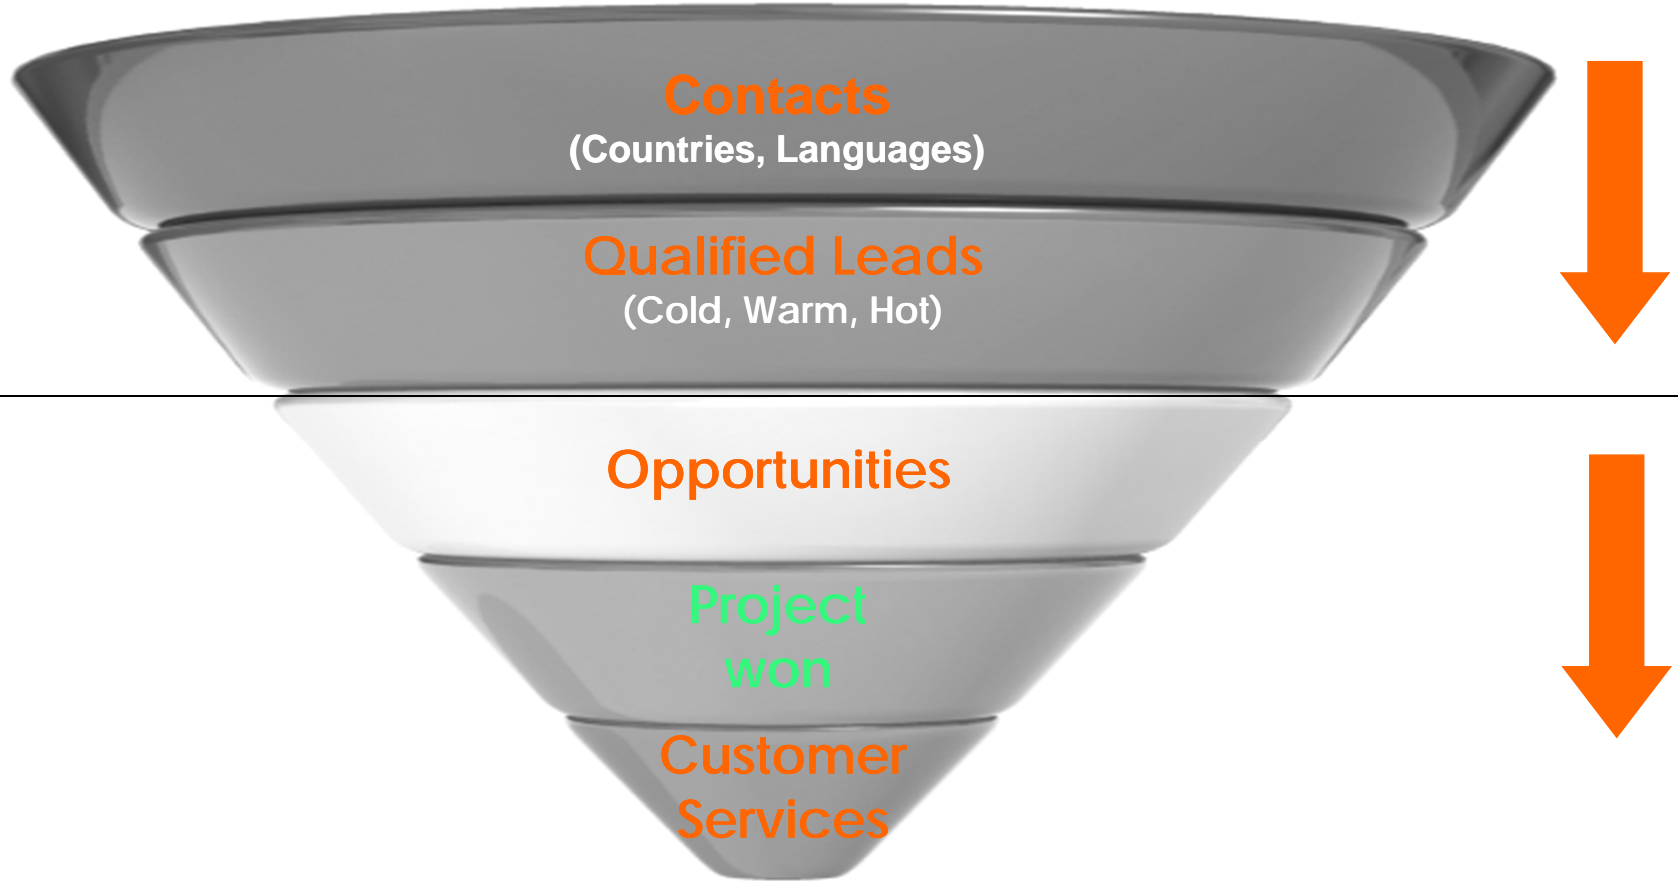 Contacts
(Countries, Languages)
Qualified Leads
(Cold, Warm, Hot)
Opportunities
Project
won
Customer
Services